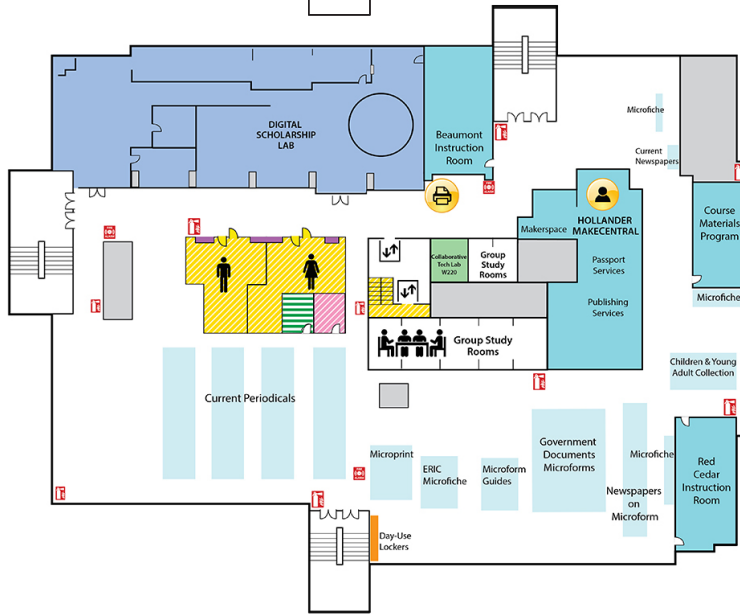 DIGITAL
SCHOLARSHIP
LAB
Beaumont
Instruction
Room
Microfiche
Current
Newspapers
Course
Materials
Program
Microfiche
Makerspace
HOLLANDER
MAKECENTRAL
Passport
Services
Publishing
Services
Collaborative
Tech Lab
W220
Group
Study
Rooms
Group Study
Rooms
Children & Young
Adult Collection
Current Periodicals
Microprint
ERIC
Microfiche
Microform
Guides
Government
Documents
Microforms
Microfiche
Newspapers
on
Microform
Red
Cedar
Instruction
Room
Day-Use
Lockers